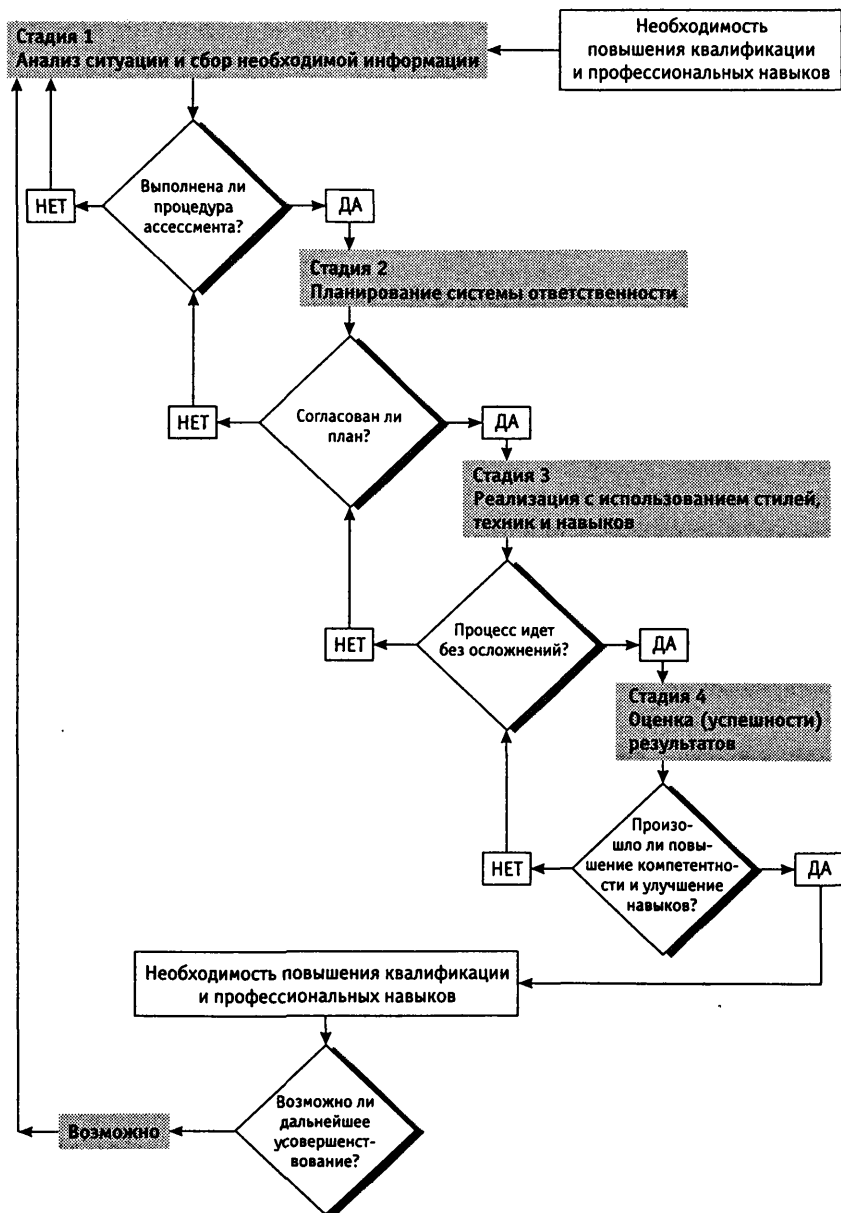 Стадия 1
Анализ ситуации и сбор необходимой информации
Необходимость
повышения квалификации
и профессиональных навыков
Выполнена ли
процедура
ассессмента?
НЕТ
ДА
Стадия 2
Планирование системы ответственности
Согласован ли
план?
НЕТ
ДА
Стадия 3
Реализация с использованием стилей,
техник и навыков
Процесс идет
без осложнений?
НЕТ
ДА
Стадия 4
Оценка (успешности)
результатов
Произо-
шло ли повы-
шение компетентно-
сти и улучшение
навыков?
НЕТ
ДА
Необходимость повышения квалификации
и профессиональных навыков
Возможно ли
дальнейшее
усовершенст-
вование?
Возможно